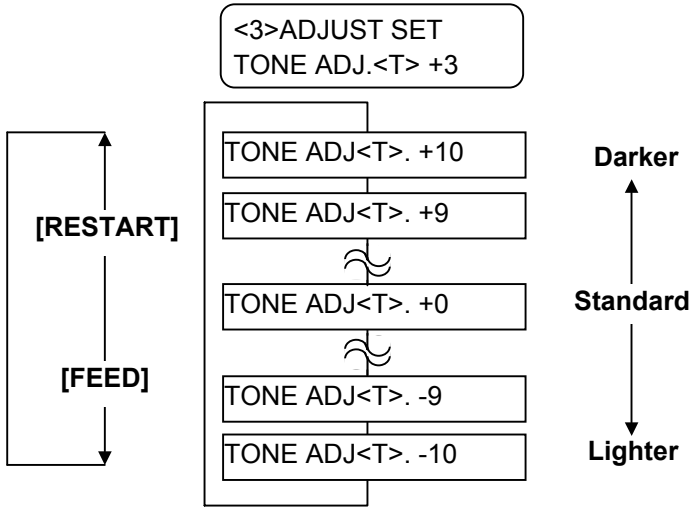 <3>ADJUST SET
TONE ADJ.<T> +3
TONE ADJ<T>. +10
Darker
TONE ADJ<T>. +9
[RESTART]
TONE ADJ<T>. +0
Standard
[FEED]
TONE ADJ<T>. -9
TONE ADJ<T>. -10
Lighter